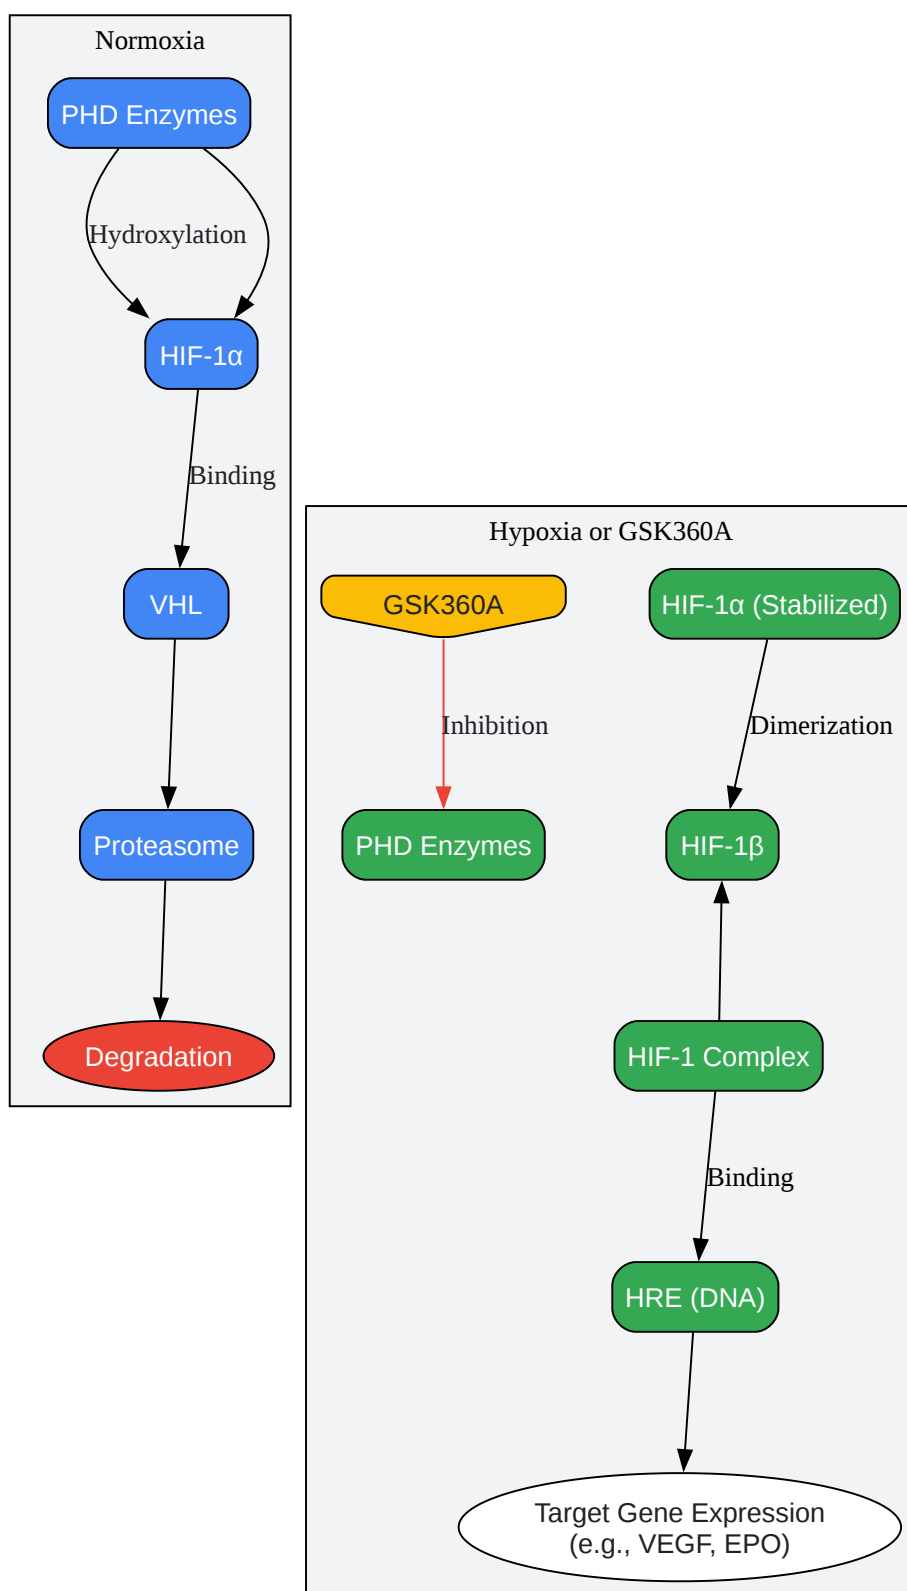 Normoxia
PHD Enzymes
Hydroxylation
HIF-1α
Binding
VHL
Proteasome
Degradation
Hypoxia or GSK360A
GSK360A
HIF-1α (Stabilized)
Inhibition
Dimerization
PHD Enzymes
HIF-1β
HIF-1 Complex
Binding
HRE (DNA)
Target Gene Expression
(e.g., VEGF, EPO)